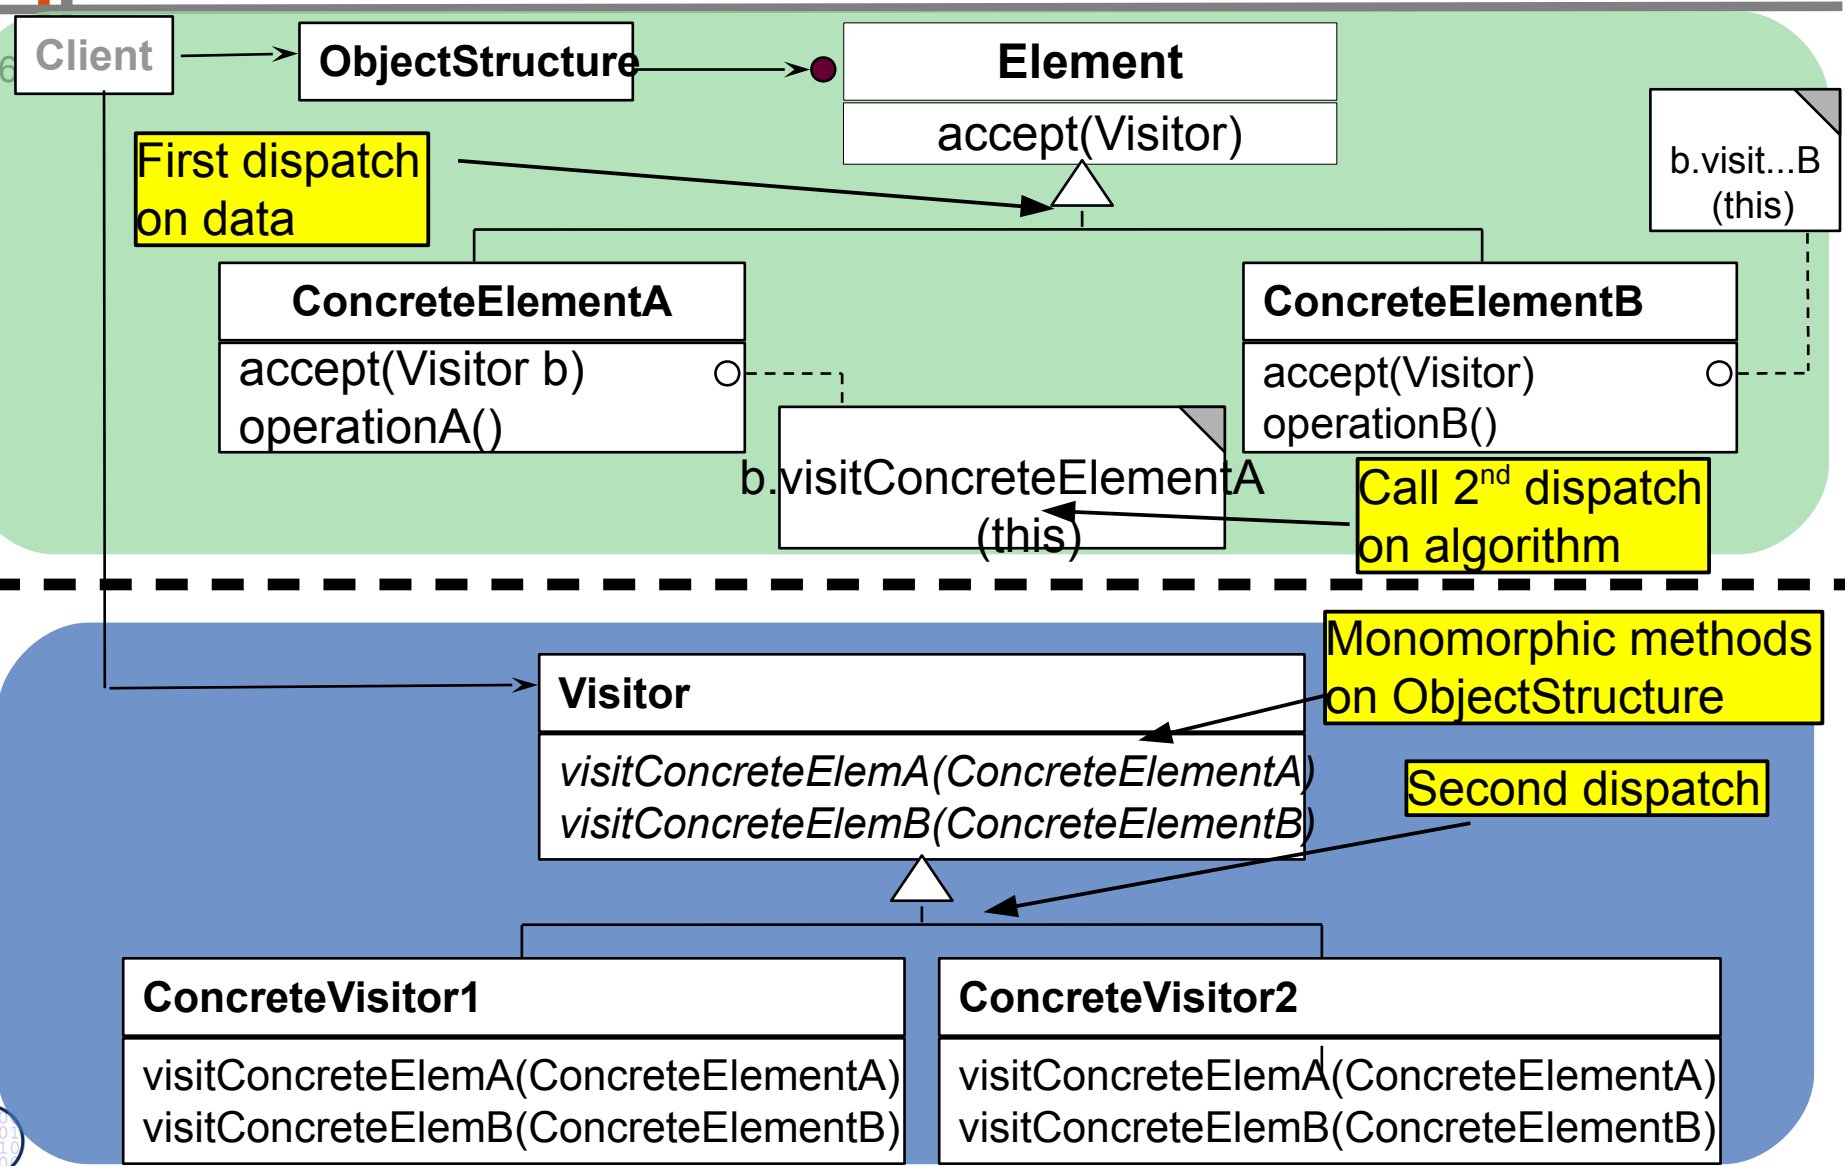 6
Client
ObjectStructure
Element
accept(Visitor)
First dispatch
on data
b.visit...B
(this)
ConcreteElementA
accept(Visitor b)
operationA()
ConcreteElementB
accept(Visitor)
operationB()
b.visitConcreteElementA
(this)
Call 2nd dispatch
on algorithm
Monomorphic methods
on ObjectStructure
Visitor
visitConcreteElemA(ConcreteElementA)
visitConcreteElemB(ConcreteElementB)
Second dispatch
ConcreteVisitor1
visitConcreteElemA(ConcreteElementA)
visitConcreteElemB(ConcreteElementB)
ConcreteVisitor2
visitConcreteElemA(ConcreteElementA)
visitConcreteElemB(ConcreteElementB)